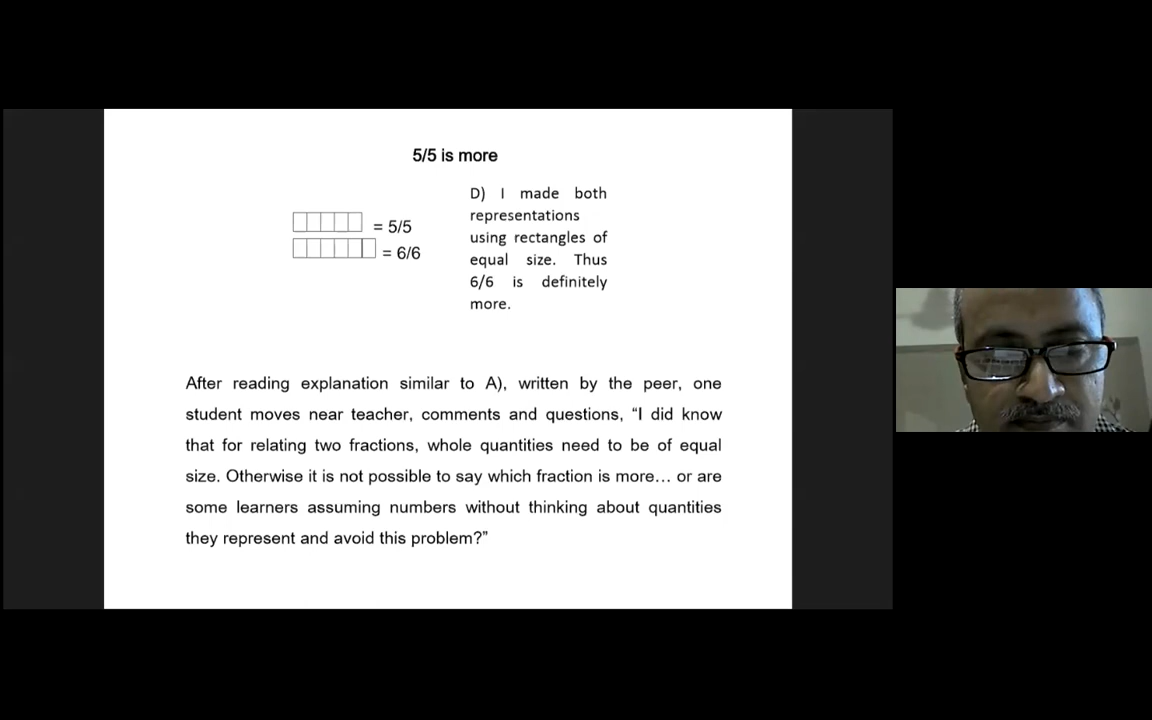 5/5 is more
= 5/5
= 6/6
D) I made both
representations
using rectangles of
equal size. Thus
6/6 is definitely
more.
After reading explanation similar to A), written by the peer, one
student moves near teacher, comments and questions, “I did know
that for relating two fractions, whole quantities need to be of equal
size. Otherwise it is not possible to say which fraction is more… or are
some learners assuming numbers without thinking about quantities
they represent and avoid this problem?”